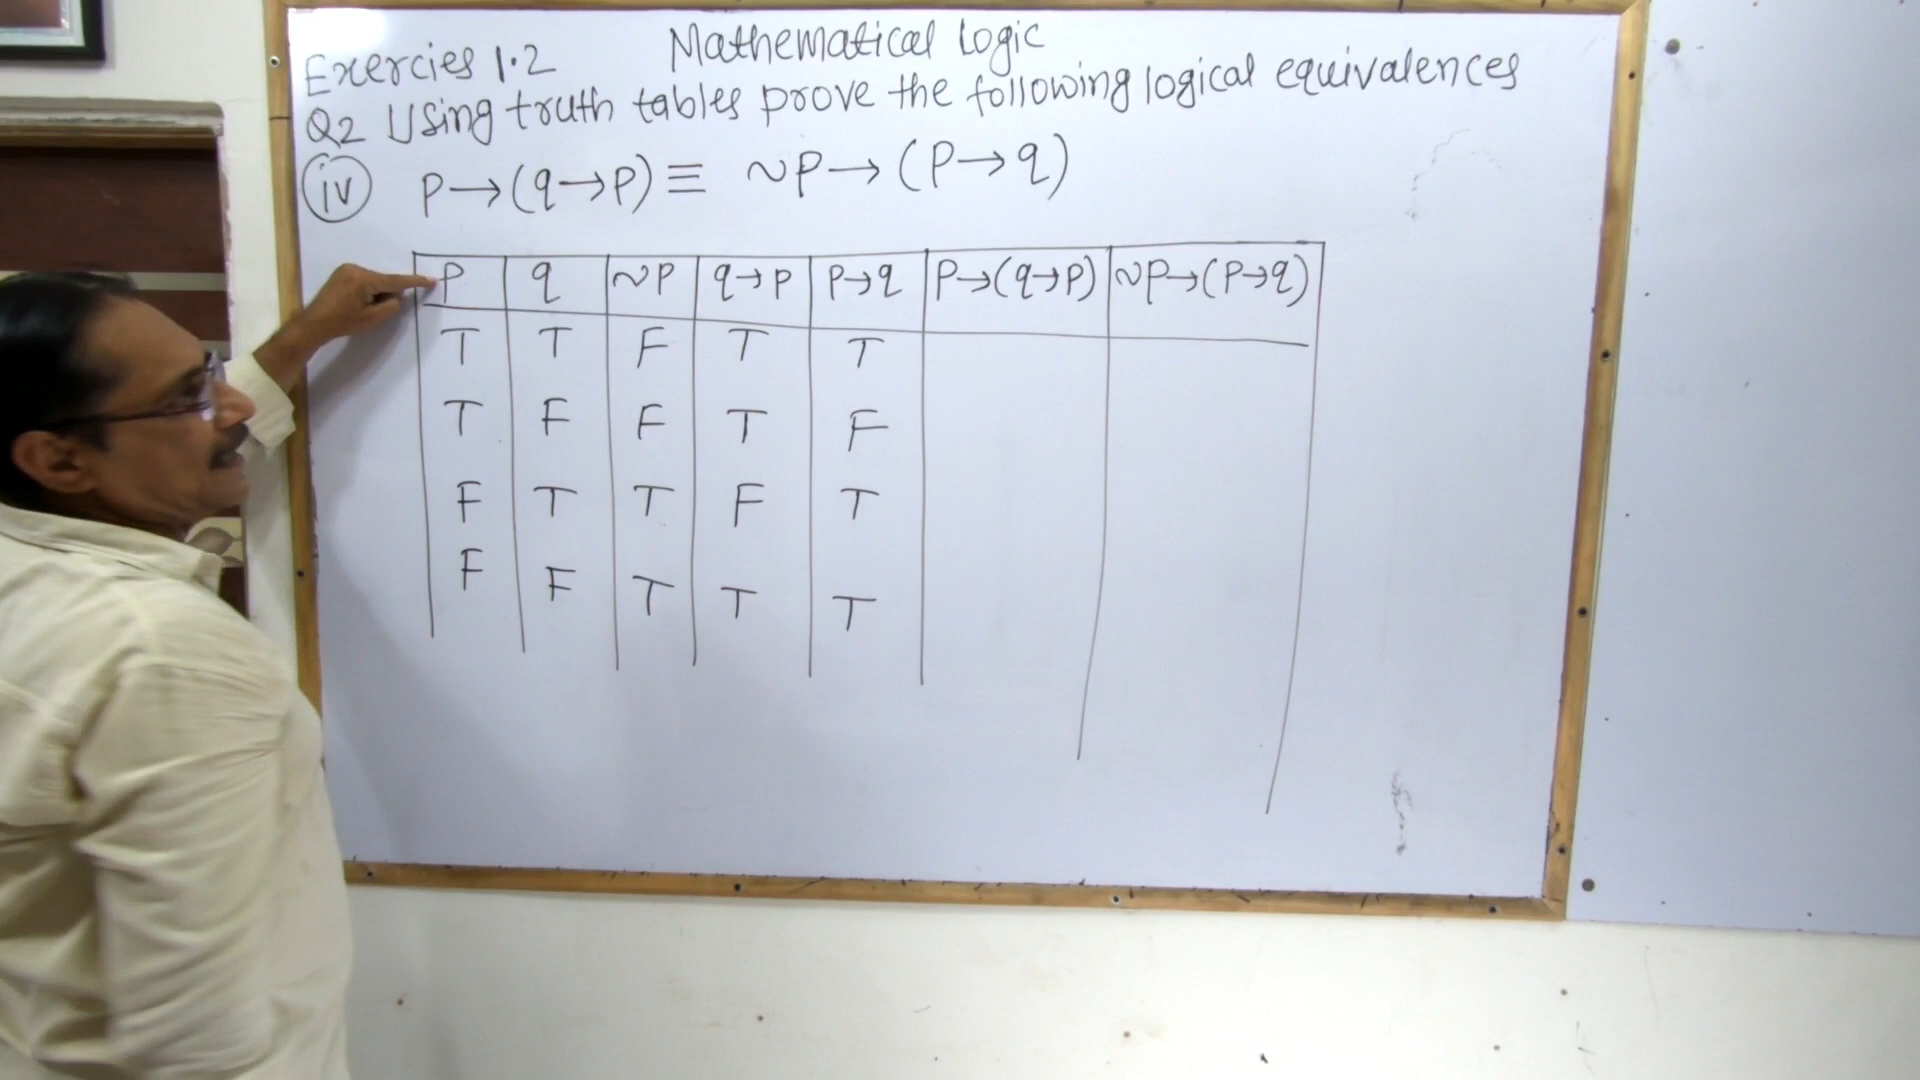 Mathematical Logic
Exercies 1.2
Q2 Using truth tables prove the following logical equivalences
iv p→(q→p) ≡ ~p→(p→q)
p q ~p q→p p→q p→(q→p) ~p→(p→q)
T T F T T
T F F T F
F T T F T
F F T T T